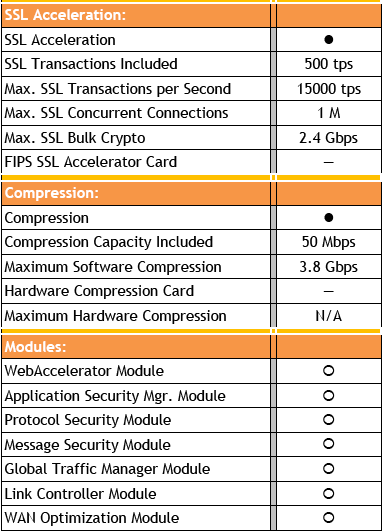 SSL Acceleration:
SSL Acceleration ●
SSL Transactions Included 500 tps
Max. SSL Transactions per Second 15000 tps
Max. SSL Concurrent Connections 1 M
Max. SSL Bulk Crypto 2.4 Gbps
FIPS SSL Accelerator Card —
Compression:
Compression ●
Compression Capacity Included 50 Mbps
Maximum Software Compression 3.8 Gbps
Hardware Compression Card —
Maximum Hardware Compression N/A
Modules:
WebAccelerator Module ○
Application Security Mgr. Module ○
Protocol Security Module ○
Message Security Module ○
Global Traffic Manager Module ○
Link Controller Module ○
WAN Optimization Module ○